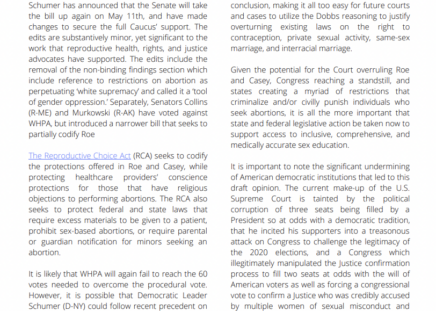 Schumer has announced that the Senate will take
the bill up again on May 11th, and have made
changes to secure the full Caucus' support. The
edits are substantively minor, yet significant to the
work that reproductive health, rights, and justice
advocates have supported. The edits include the
removal of the non-binding findings section which
include reference to restrictions on abortion as
perpetuating 'white supremacy' and called it a 'tool
of gender oppression.' Separately, Senators Collins
(R-ME) and Murkowski (R-AK) have voted against
WHPA, but introduced a narrower bill that seeks to
partially codify Roe
The Reproductive Choice Act (RCA) seeks to codify
the protections offered in Roe and Casey, while
protecting healthcare providers' conscience
protections for those that have religious
objections to performing abortions. The RCA also
seeks to protect federal and state laws that
require excess materials to be given to a patient,
prohibit sex-based abortions, or require parental
or guardian notification for minors seeking an
abortion.
It is likely that WHPA will again fail to reach the 60
votes needed to overcome the procedural vote.
However, it is possible that Democratic Leader
Schumer (D-NY) could follow recent precedent on
conclusion, making it all too easy for future courts
and cases to utilize the Dobbs reasoning to justify
overturning existing laws on the right to
contraception, private sexual activity, same-sex
marriage, and interracial marriage.
Given the potential for the Court overruling Roe
and Casey, Congress reaching a standstill, and
states creating a myriad of restrictions that
criminalize and/or civilly punish individuals who
seek abortions, it is all the more important that
state and federal legislative action be taken now to
support access to inclusive, comprehensive, and
medically accurate sex education.
It is important to note the significant undermining
of American democratic institutions that led to this
draft opinion. The current make-up of the U.S.
Supreme Court is tainted by the political
corruption of three seats being filled by a
President so at odds with a democratic tradition,
that he incited his supporters into a treasonous
attack on Congress to challenge the legitimacy of
the 2020 elections, and a Congress which
illegitimately manipulated the Justice confirmation
process to fill two seats at odds with the will of
American voters as well as forcing a congressional
vote to confirm a Justice who was credibly accused
by multiple women of sexual misconduct and